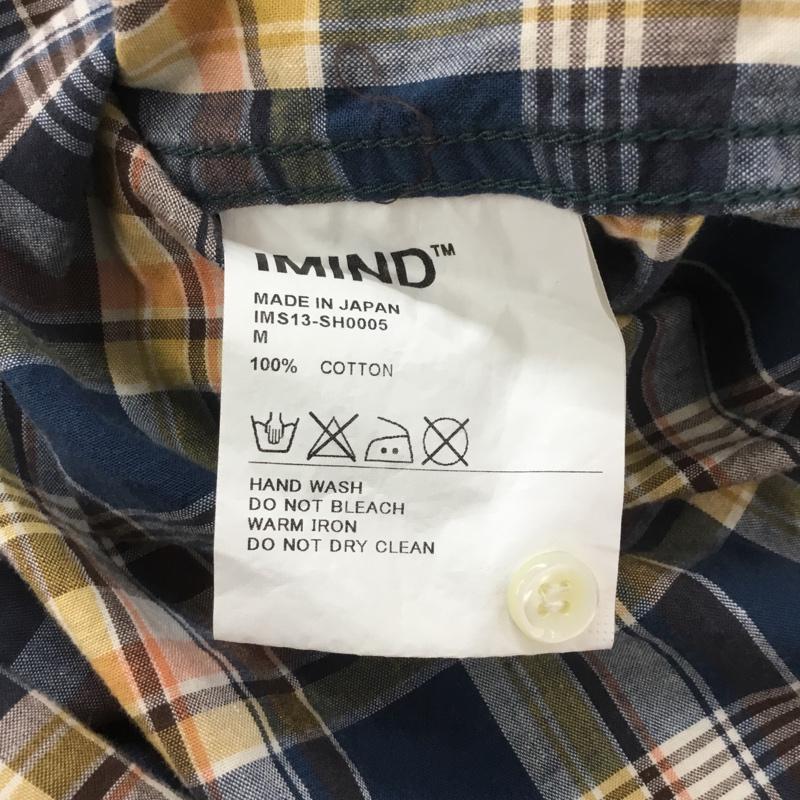 IMIND™
MADE IN JAPAN
IMS13-SH0005
M
100% COTTON
HAND WASH
DO NOT BLEACH
WARM IRON
DO NOT DRY CLEAN